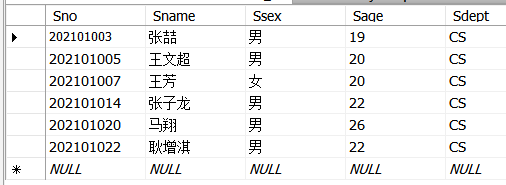 Sno Sname Ssex Sage Sdept
202101003 张喆 男 19 CS
202101005 王文超 男 20 CS
202101007 王芳 女 20 CS
202101014 张子龙 男 22 CS
202101020 马翔 男 26 CS
202101022 耿增淇 男 22 CS
NULL NULL NULL NULL NULL